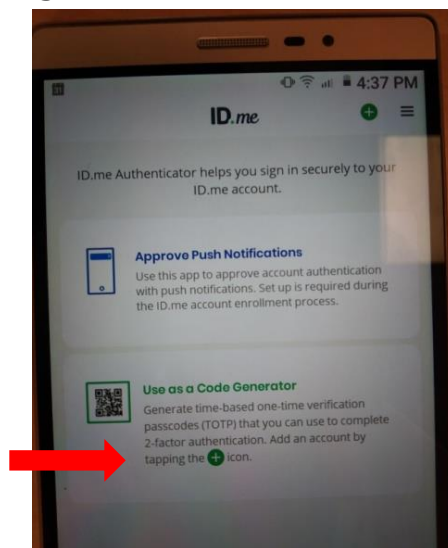 31
4:37 PM
ID.me
ID.me Authenticator helps you sign in securely to your
ID.me account.
Approve Push Notifications
Use this app to approve account authentication
with push notifications. Set up is required during
the ID.me account enrollment process.
Use as a Code Generator
Generate time-based one-time verification
passcodes (TOTP) that you can use to complete
2-factor authentication. Add an account by
tapping the + icon.